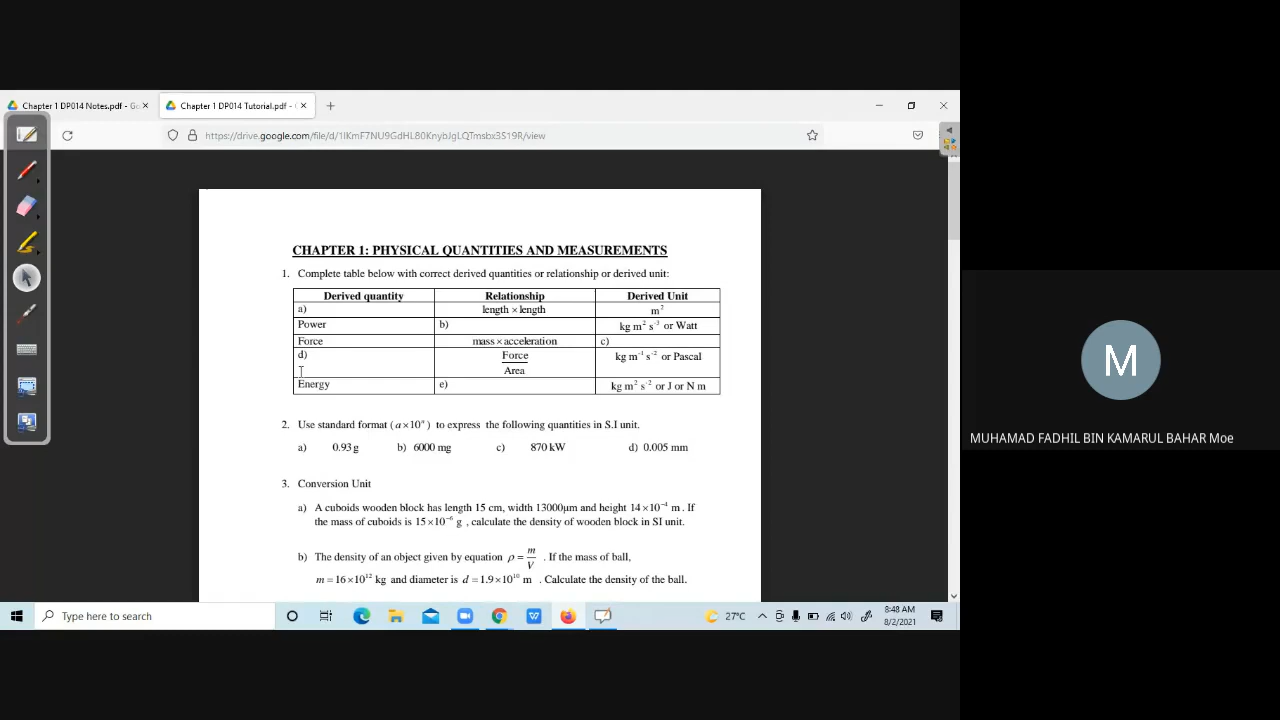 Chapter 1 DP014 Notes.pdf - Go
Chapter 1 DP014 Tutorial.pdf - G
https://drive.google.com/file/d/1IKmF7NU9GdHL80KnybJgLQTmsbx3S19R/view
CHAPTER 1: PHYSICAL QUANTITIES AND MEASUREMENTS
1. Complete table below with correct derived quantities or relationship or derived unit:
Derived quantity Relationship Derived Unit
a) length × length m²
Power b) kg m² s⁻³ or Watt
Force mass × acceleration c)
d) Force kg m⁻¹ s⁻² or Pascal
Area
Energy e) kg m² s⁻² or J or N m
2. Use standard format ( a×10ⁿ ) to express the following quantities in S.I unit.
a) 0.93 g b) 6000 mg c) 870 kW d) 0.005 mm
3. Conversion Unit
a) A cuboids wooden block has length 15 cm, width 13000µm and height 14×10⁻⁴ m . If
the mass of cuboids is 15×10⁻⁶ g , calculate the density of wooden block in SI unit.
b) The density of an object given by equation ρ = m/V . If the mass of ball,
m = 16×10¹² kg and diameter is d = 1.9×10¹⁰ m . Calculate the density of the ball.
M
MUHAMAD FADHIL BIN KAMARUL BAHAR Moe
Type here to search
27°C
8:48 AM
8/2/2021